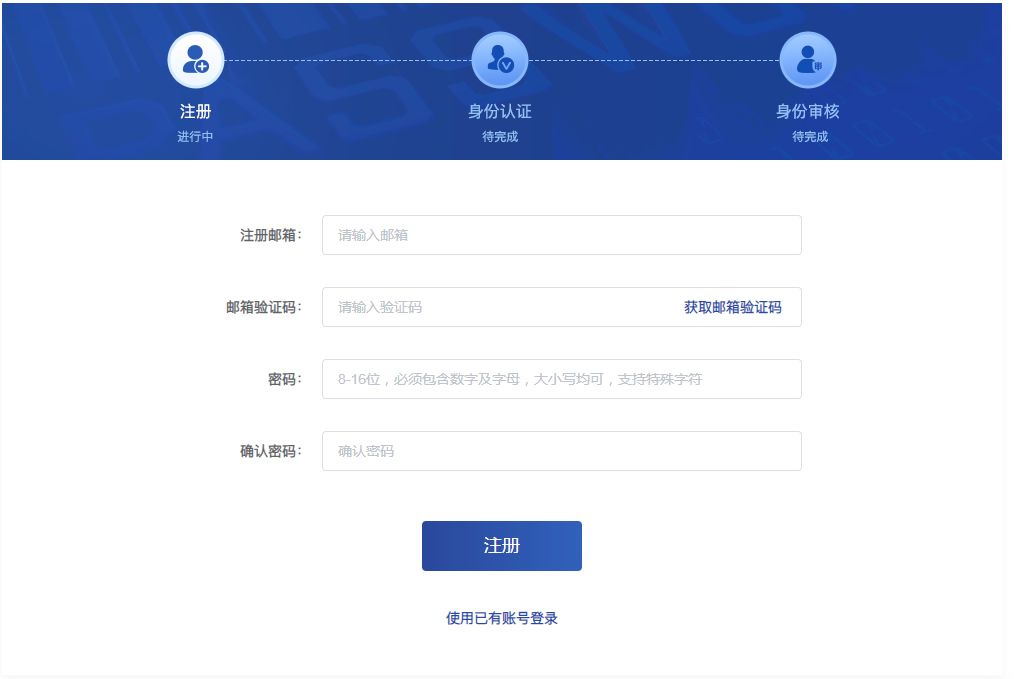 注册
进行中
身份认证
待完成
身份审核
待完成
注册邮箱：
请输入邮箱
邮箱验证码：
请输入验证码
获取邮箱验证码
密码：
8-16位，必须包含数字及字母，大小写均可，支持特殊字符
确认密码：
确认密码
注册
使用已有账号登录